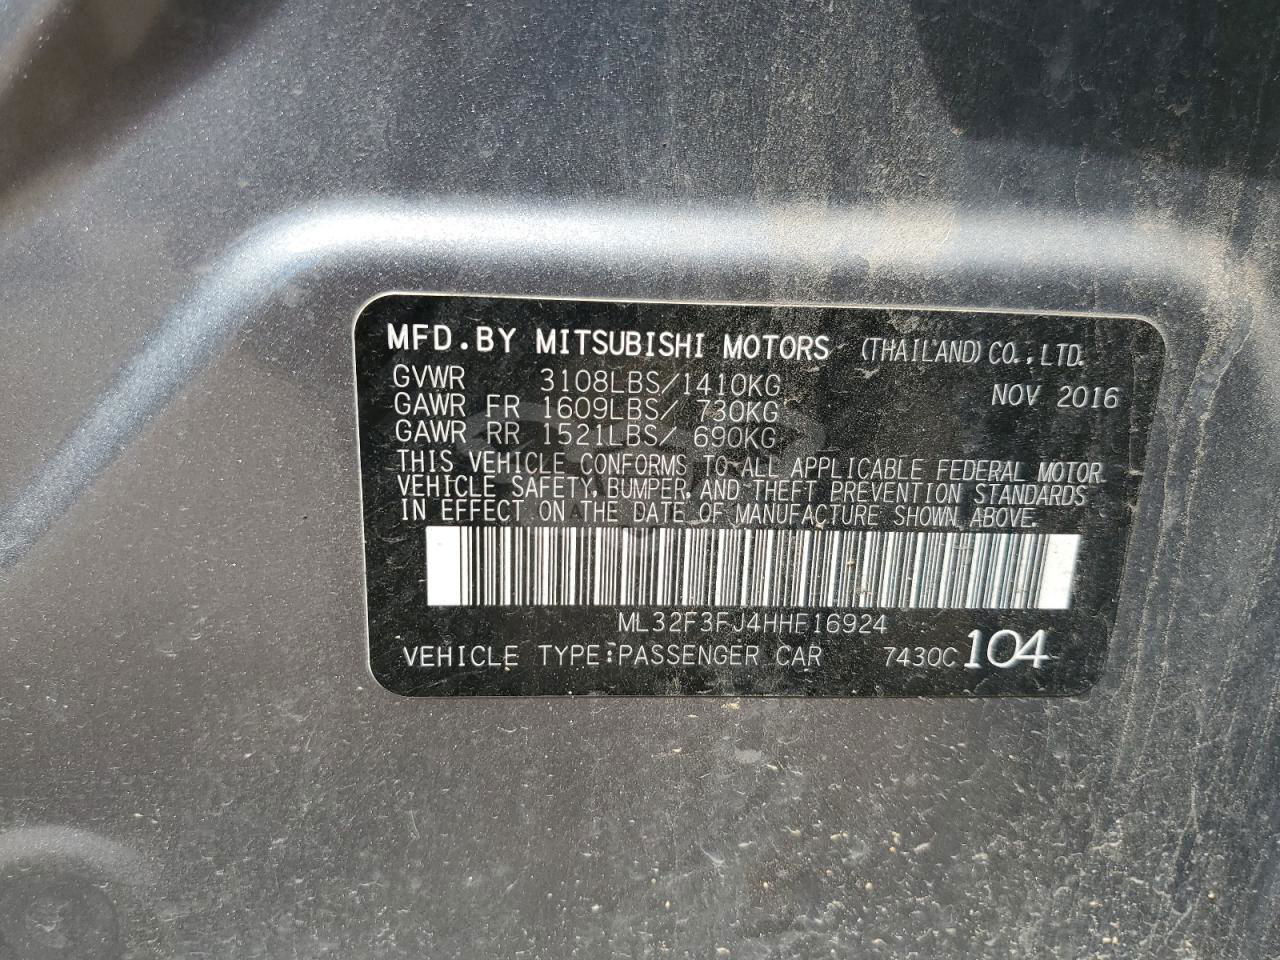 MFD.BY MITSUBISHI MOTORS (THAILAND) CO.,LTD.
GVWR 3108LBS/1410KG NOV 2016
GAWR FR 1609LBS/ 730KG
GAWR RR 1521LBS/ 690KG
THIS VEHICLE CONFORMS TO ALL APPLICABLE FEDERAL MOTOR
VEHICLE SAFETY, BUMPER, AND THEFT PREVENTION STANDARDS
IN EFFECT ON THE DATE OF MANUFACTURE SHOWN ABOVE.
ML32F3FJ4HHF16924
VEHICLE TYPE:PASSENGER CAR 7430C 104